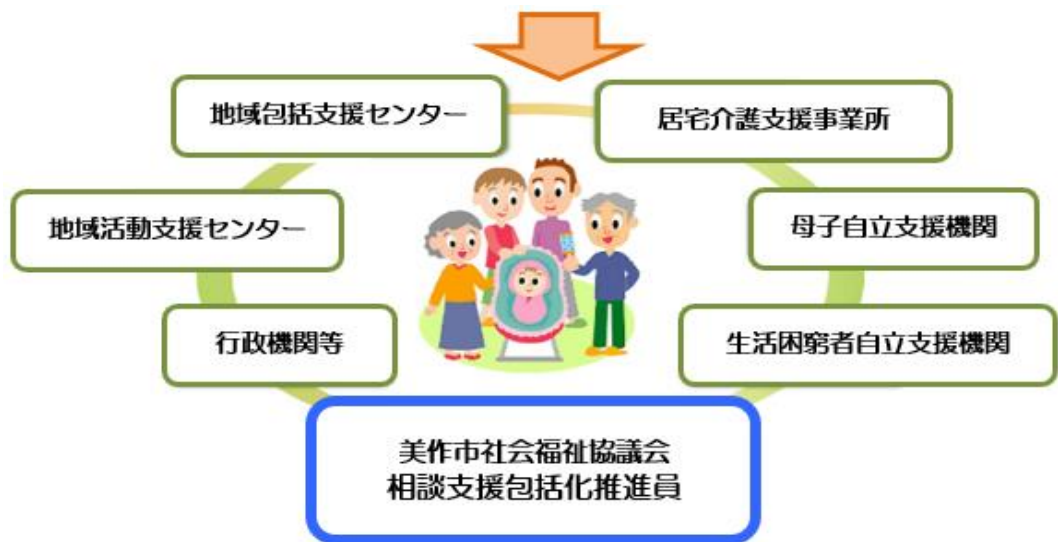 地域包括支援センター
居宅介護支援事業所
地域活動支援センター
母子自立支援機関
行政機関等
生活困窮者自立支援機関
美作市社会福祉協議会
相談支援包括化推進員